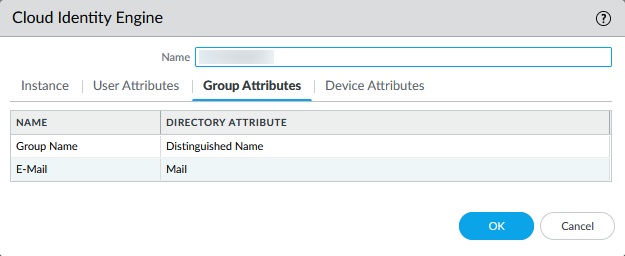 Cloud Identity Engine
Name
Instance User Attributes Group Attributes Device Attributes
NAME DIRECTORY ATTRIBUTE
Group Name Distinguished Name
E-Mail Mail
OK Cancel